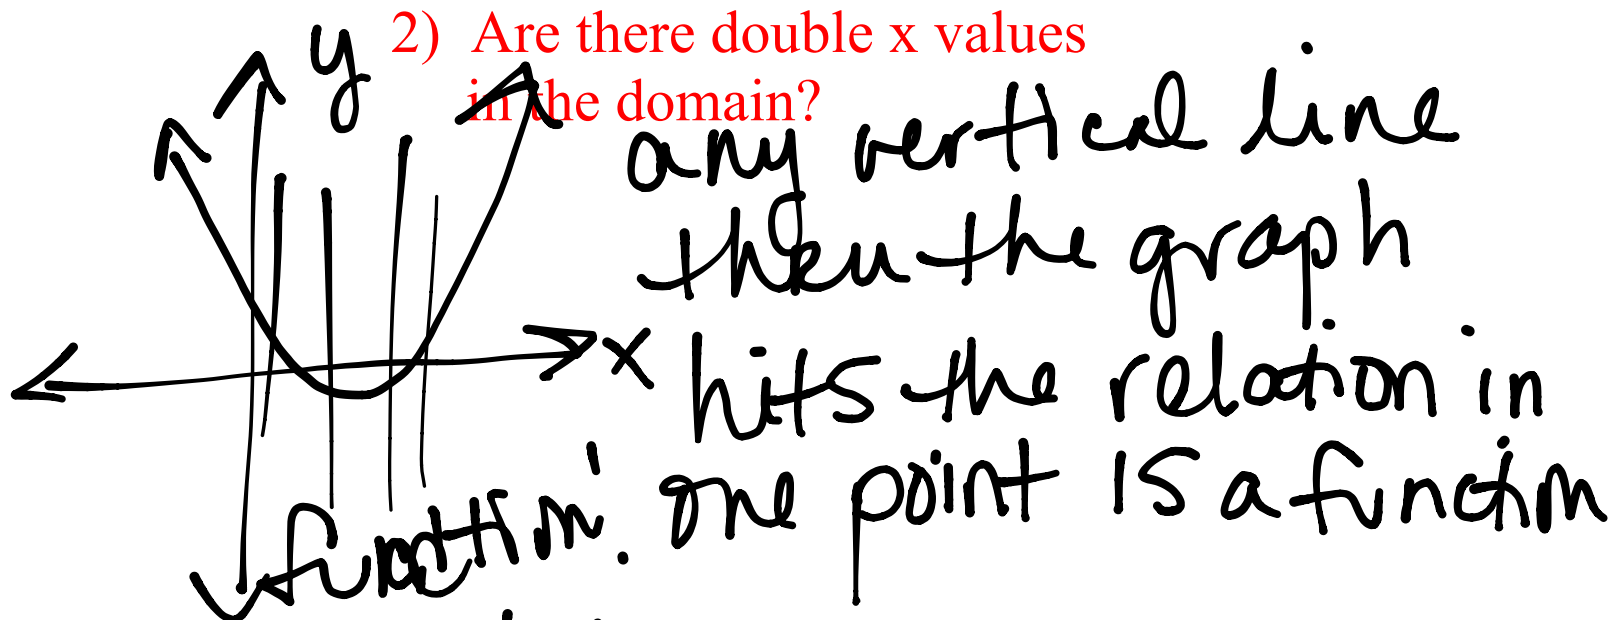 2) Are there double x values
in the domain?
y
any vertical line
thru the graph
x
hits the relation in
one point is a function
function!